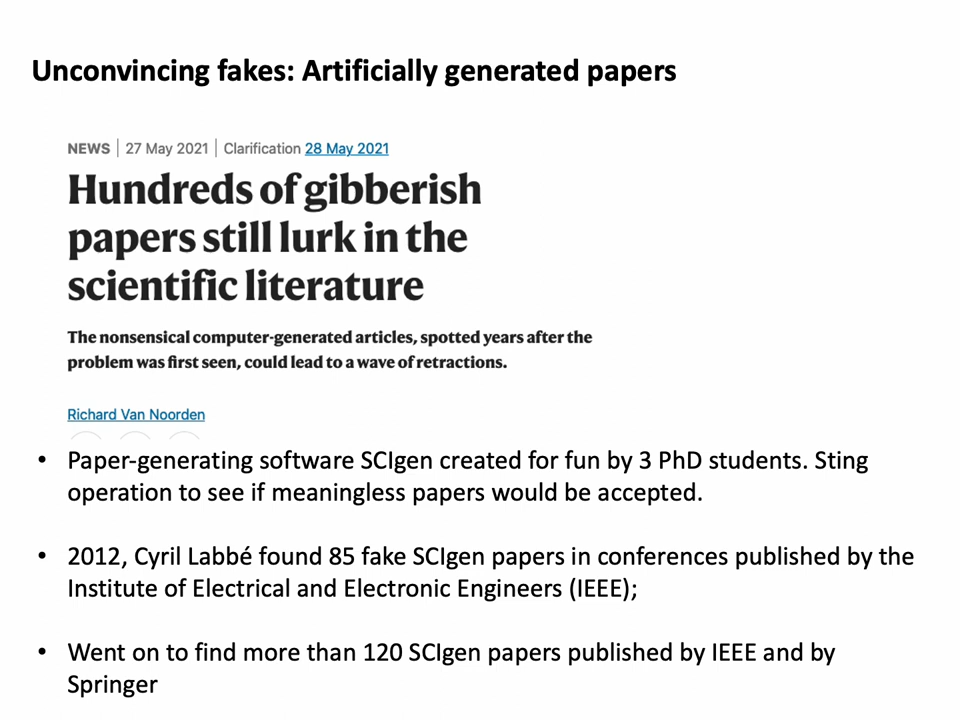 Unconvincing fakes: Artificially generated papers
NEWS | 27 May 2021 | Clarification 28 May 2021
Hundreds of gibberish
papers still lurk in the
scientific literature
The nonsensical computer-generated articles, spotted years after the
problem was first seen, could lead to a wave of retractions.
Richard Van Noorden
• Paper-generating software SCIgen created for fun by 3 PhD students. Sting
operation to see if meaningless papers would be accepted.
• 2012, Cyril Labbé found 85 fake SCIgen papers in conferences published by the
Institute of Electrical and Electronic Engineers (IEEE);
• Went on to find more than 120 SCIgen papers published by IEEE and by
Springer